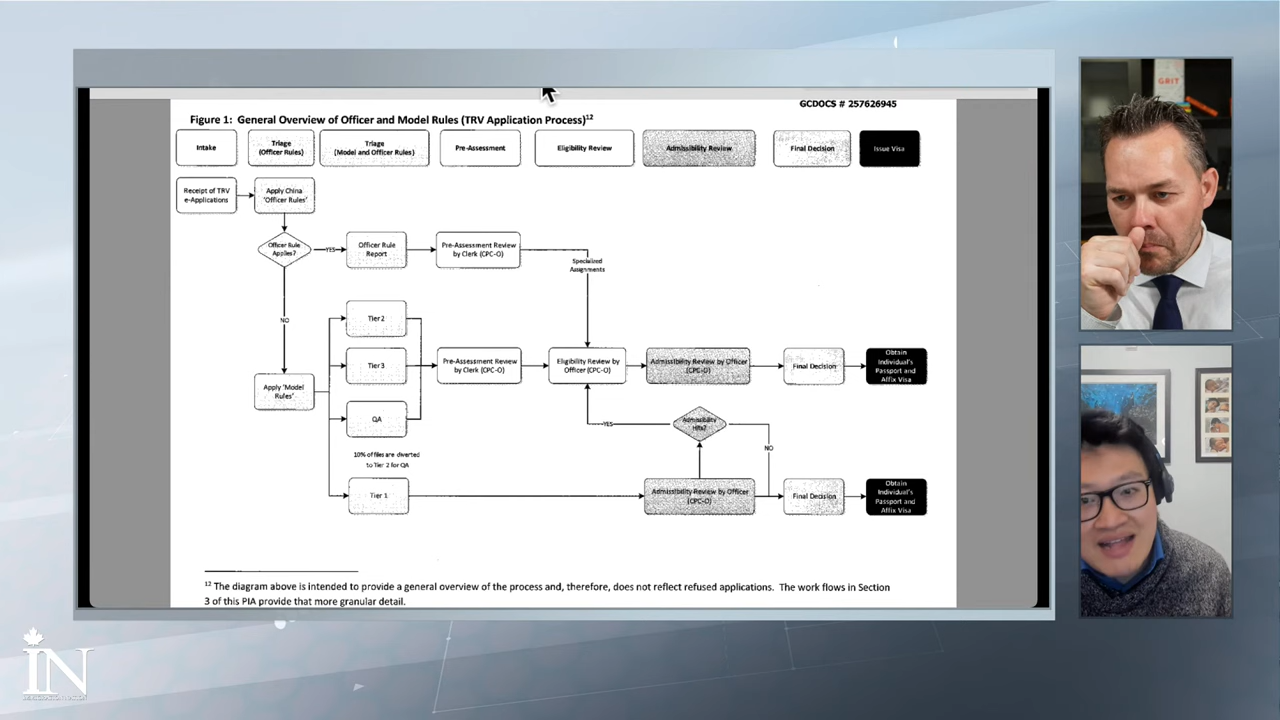 GRIT
GCDOCS # 257626945
Figure 1: General Overview of Officer and Model Rules (TRV Application Process)12
Intake
Triage
(Officer Rules)
Triage
(Model and Officer Rules)
Pre-Assessment
Eligibility Review
Admissibility Review
Final Decision
Issue Visa
Receipt of TRV
e-Applications
Apply China
'Officer Rules'
Officer Rule
Applies?
YES
Officer Rule
Report
Pre-Assessment Review
by Clerk (CPC-O)
Specialized
Assignments
NO
Tier 2
Tier 3
Pre-Assessment Review
by Clerk (CPC-O)
Eligibility Review by
Officer (CPC-O)
Admissibility Review by Officer
(CPC-O)
Final Decision
Obtain
Individual's
Passport and
Affix Visa
Apply 'Model
Rules'
QA
YES
Admissibility
Hits?
NO
10% of files are diverted
to Tier 2 for QA
Tier 1
Admissibility Review by Officer
(CPC-O)
Final Decision
Obtain
Individual's
Passport and
Affix Visa
12 The diagram above is intended to provide a general overview of the process and, therefore, does not reflect refused applications. The work flows in Section
3 of this PIA provide that more granular detail.
IN